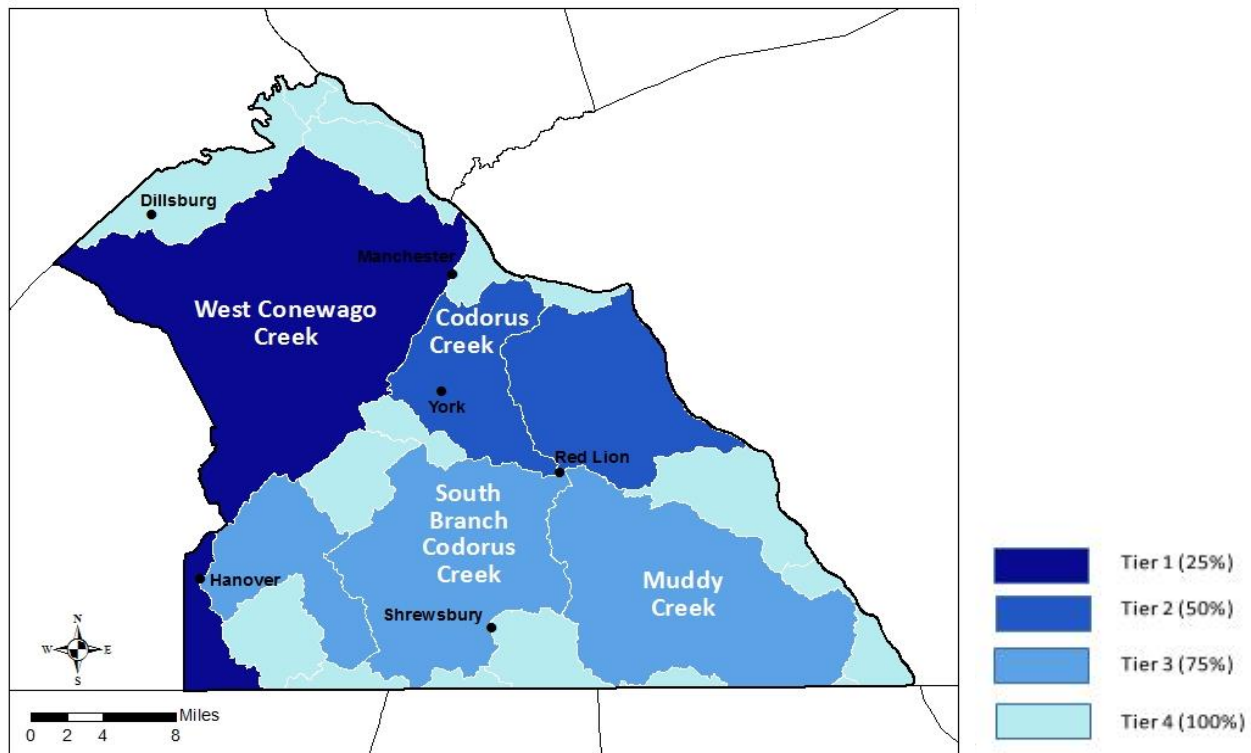 Dillsburg
Manchester
West Conewago
Creek
Codorus
Creek
York
Red Lion
South
Branch
Codorus
Creek
Hanover
Muddy
Creek
Shrewsbury
N
W E
S
Miles
0 2 4 8
Tier 1 (25%)
Tier 2 (50%)
Tier 3 (75%)
Tier 4 (100%)